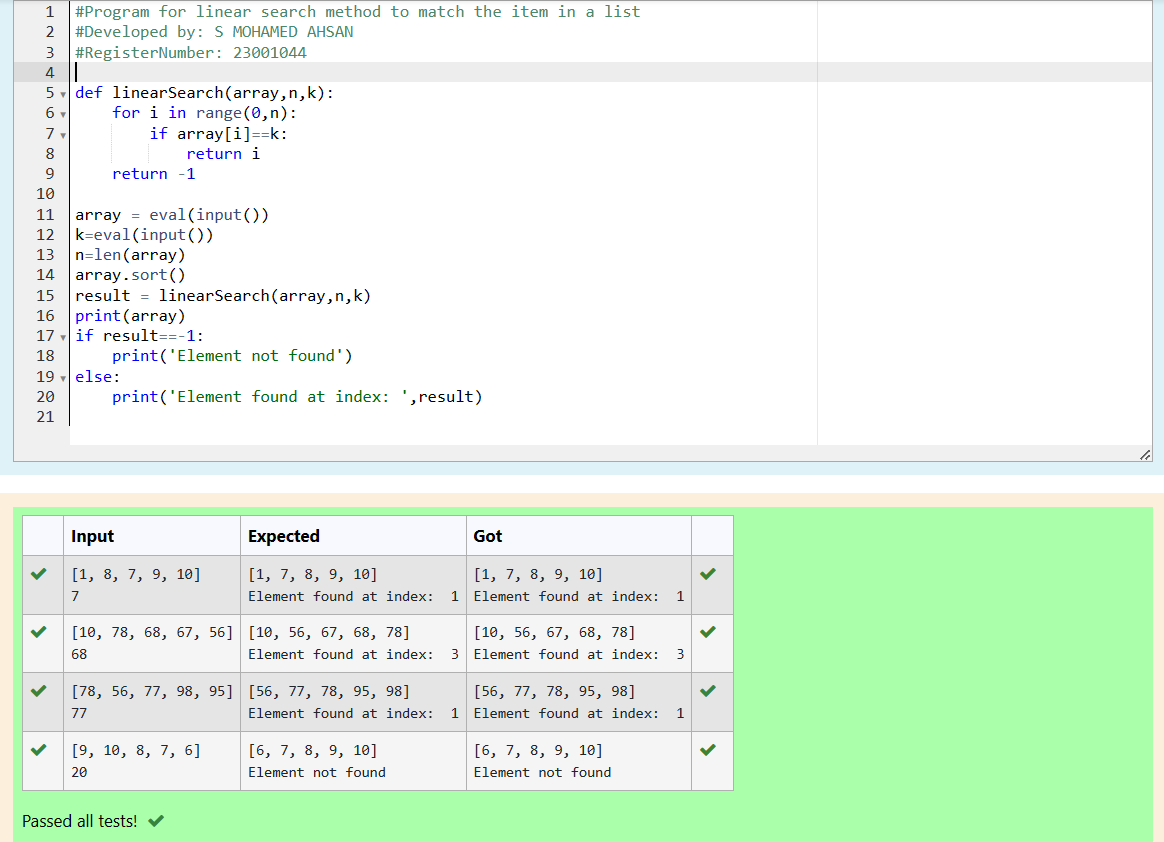 1 #Program for linear search method to match the item in a list
2 #Developed by: S MOHAMED AHSAN
3 #RegisterNumber: 23001044
4
5 def linearSearch(array,n,k):
6     for i in range(0,n):
7         if array[i]==k:
8             return i
9     return -1
10
11 array = eval(input())
12 k=eval(input())
13 n=len(array)
14 array.sort()
15 result = linearSearch(array,n,k)
16 print(array)
17 if result==-1:
18     print('Element not found')
19 else:
20     print('Element found at index: ',result)
21
Input Expected Got
[1, 8, 7, 9, 10] [1, 7, 8, 9, 10] [1, 7, 8, 9, 10]
7 Element found at index:  1 Element found at index:  1
[10, 78, 68, 67, 56] [10, 56, 67, 68, 78] [10, 56, 67, 68, 78]
68 Element found at index:  3 Element found at index:  3
[78, 56, 77, 98, 95] [56, 77, 78, 95, 98] [56, 77, 78, 95, 98]
77 Element found at index:  1 Element found at index:  1
[9, 10, 8, 7, 6] [6, 7, 8, 9, 10] [6, 7, 8, 9, 10]
20 Element not found Element not found
Passed all tests!